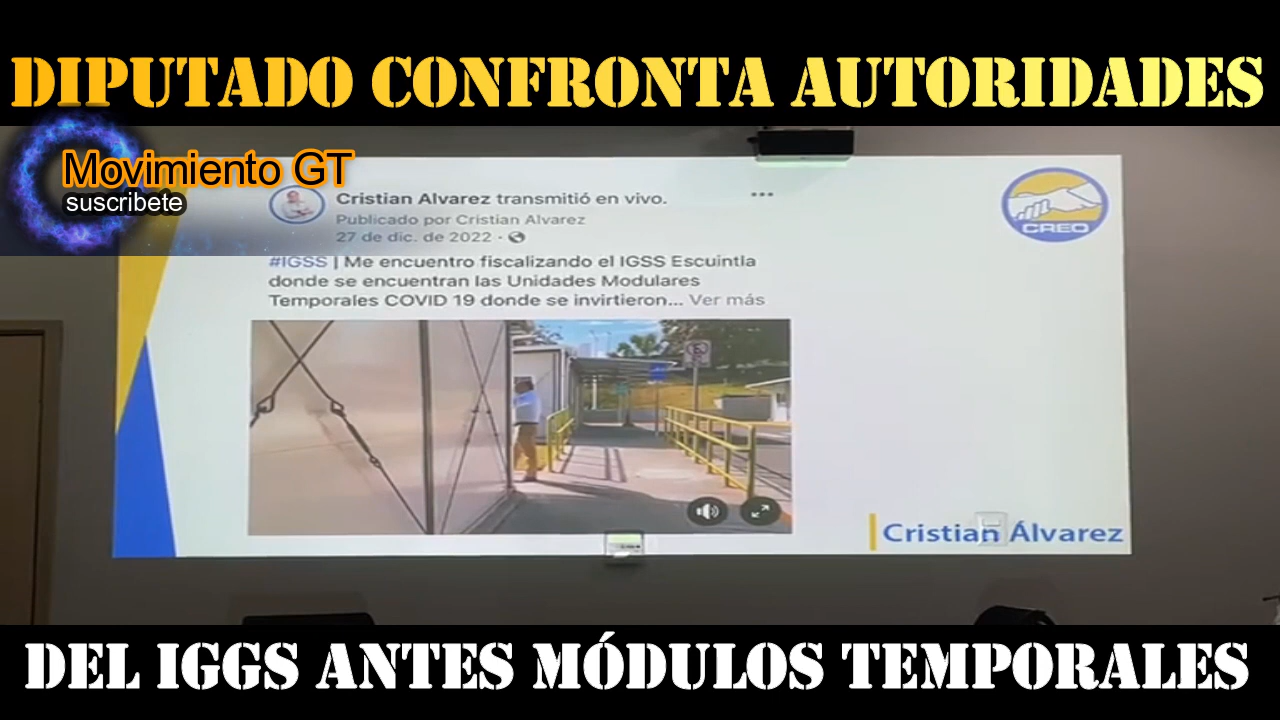 DIPUTADO CONFRONTA AUTORIDADES
Movimiento GT
suscribete
Cristian Alvarez transmitió en vivo.
Publicado por Cristian Alvarez
27 de dic. de 2022 ·
CREO
#IGSS | Me encuentro fiscalizando el IGSS Escuintla
donde se encuentran las Unidades Modulares
Temporales COVID 19 donde se invirtieron... Ver más
Cristian Álvarez
DEL IGGS ANTES MÓDULOS TEMPORALES